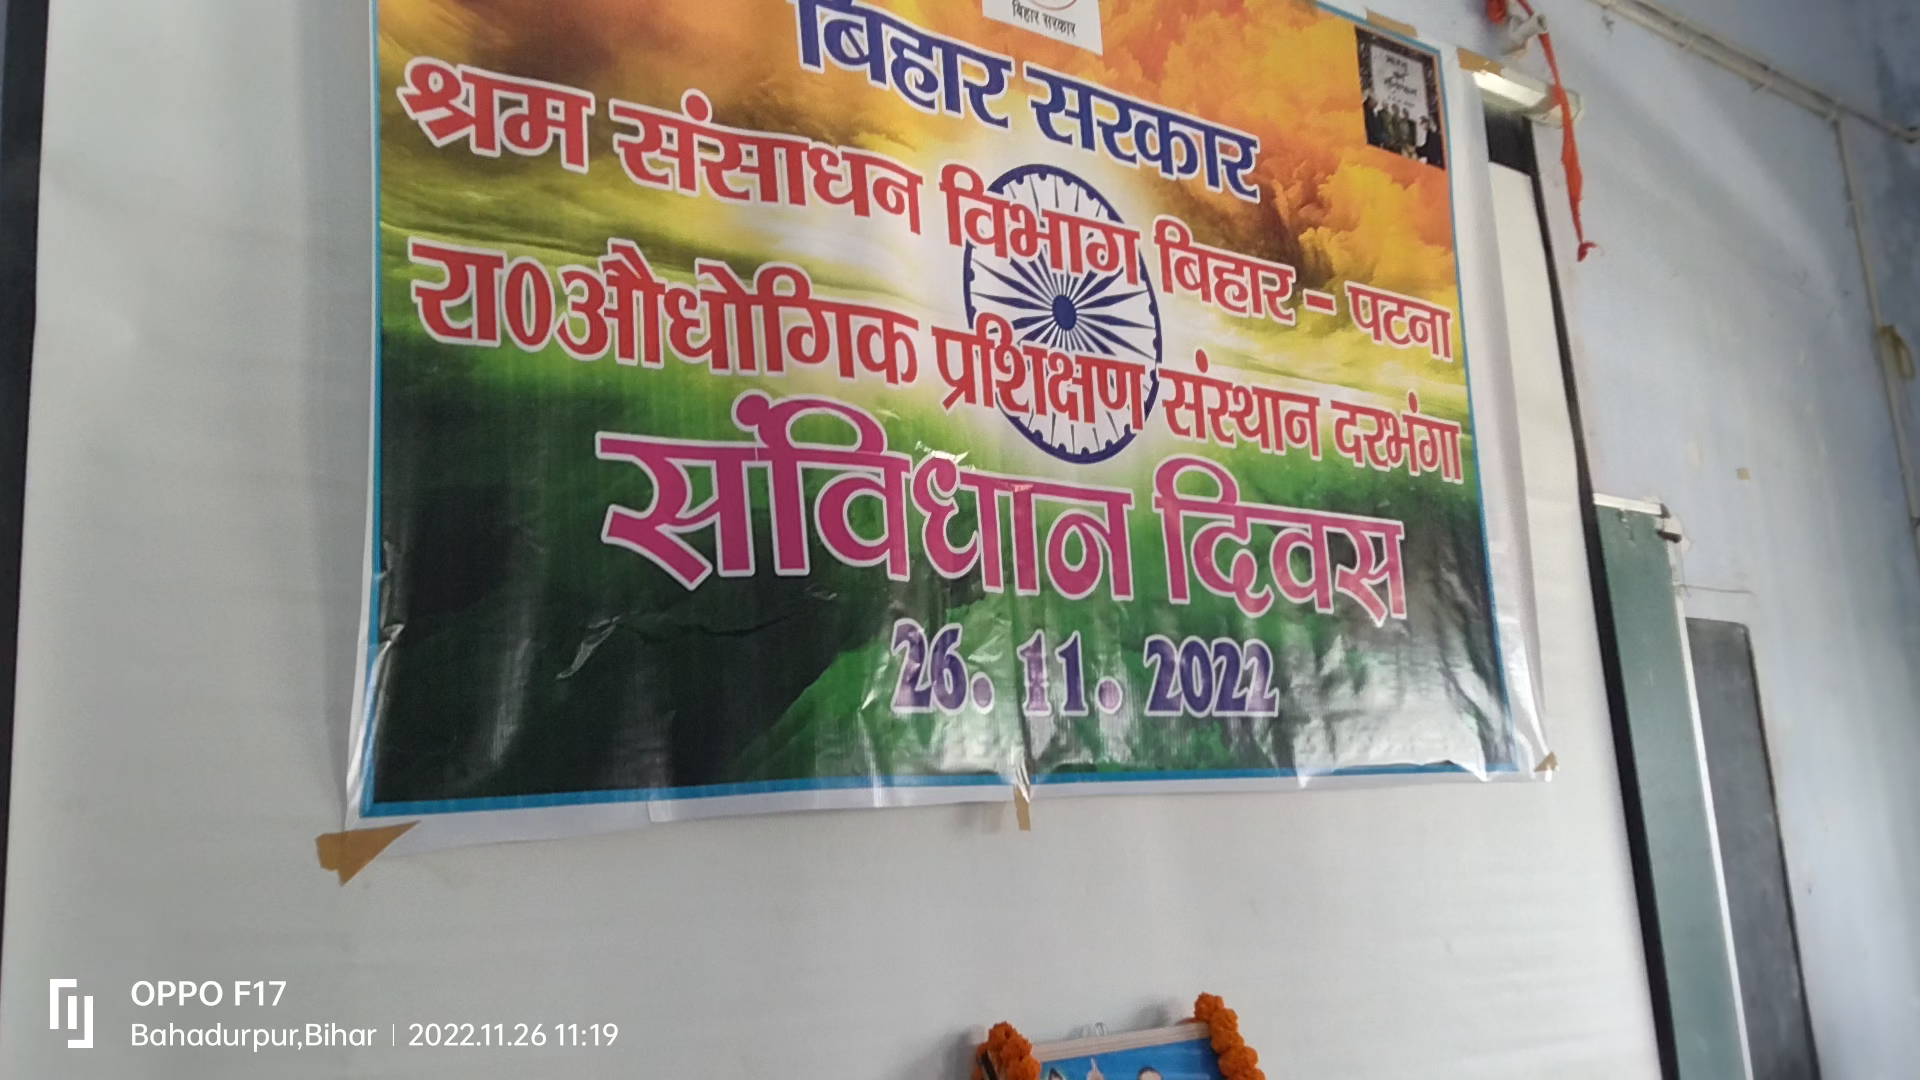 बिहार सरकार
बिहार सरकार
श्रम संसाधन विभाग बिहार - पटना
रा०औधोगिक प्रशिक्षण संस्थान दरभंगा
संविधान दिवस
26. 11. 2022
OPPO F17
Bahadurpur,Bihar | 2022.11.26 11:19